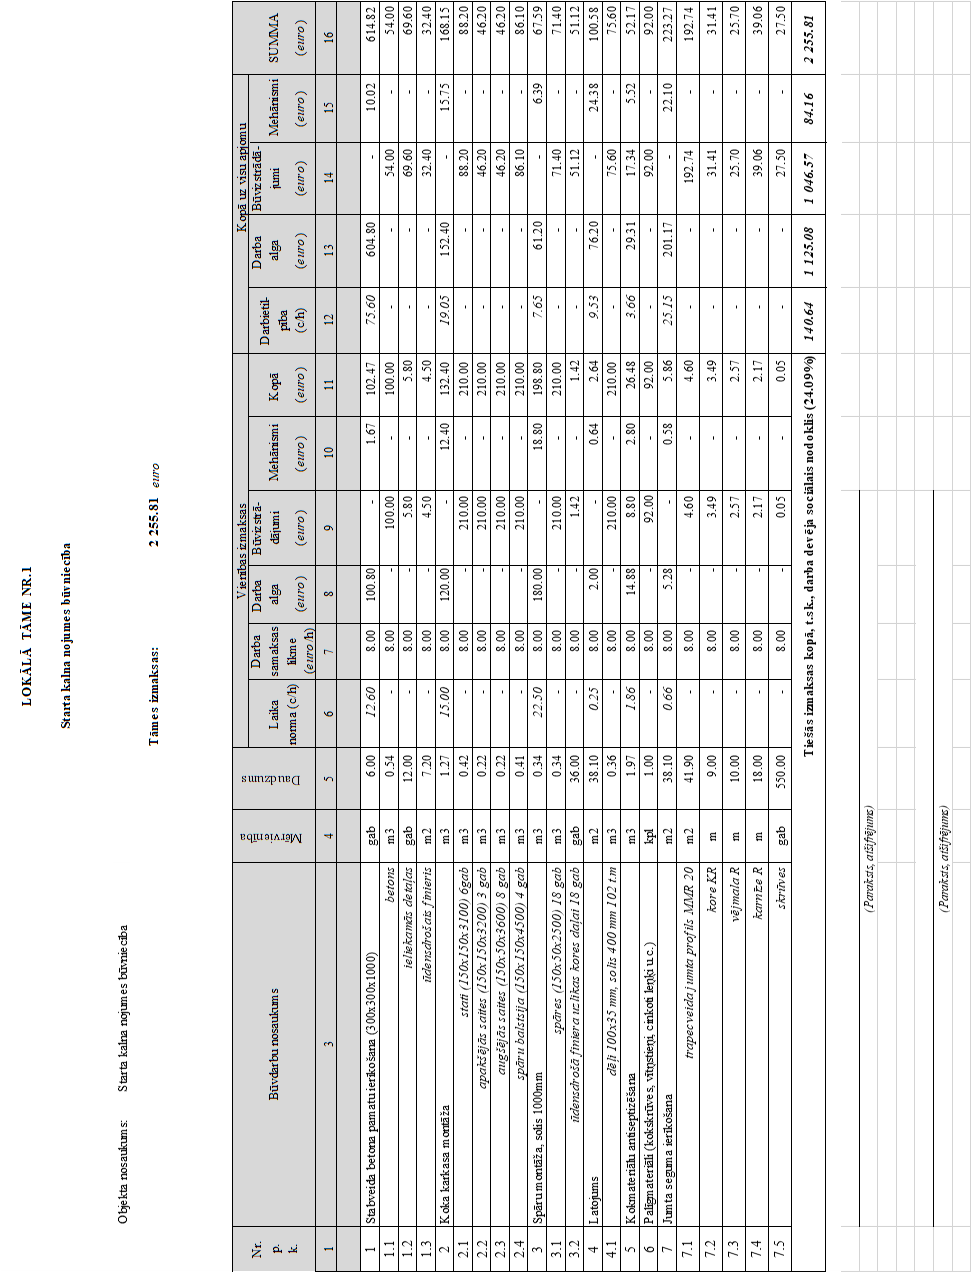 LOKĀLĀ TĀME NR.1
Starta kalna nojumes būvniecība
Objekta nosaukums: Starta kalna nojumes būvniecība
Tāmes izmaksas: 2 255.81 euro
Nr. p. k. | Būvdarbu nosaukums | Mērvienība | Daudzums | Vienības izmaksas | Kopā uz visu apjomu
Laika norma (c/h) | Darba samaksas likme (euro/h) | Darba alga (euro) | Būvizstrā-dājumi (euro) | Mehānismi (euro) | Kopā (euro) | Darbietil-pība (c/h) | Darba alga (euro) | Būvizstrādā-jumi (euro) | Mehānismi (euro) | SUMMA (euro)
1 | 3 | 4 | 5 | 6 | 7 | 8 | 9 | 10 | 11 | 12 | 13 | 14 | 15 | 16
1 | Stabveida betona pamatu ierīkošana (300x300x1000) | gab | 6.00 | 12.60 | 8.00 | 100.80 | - | 1.67 | 102.47 | 75.60 | 604.80 | - | 10.02 | 614.82
1.1 | betons | m3 | 0.54 | - | 8.00 | - | 100.00 | - | 100.00 | - | - | 54.00 | - | 54.00
1.2 | ieliekamās detaļas | gab | 12.00 | - | 8.00 | - | 5.80 | - | 5.80 | - | - | 69.60 | - | 69.60
1.3 | ūdensdrošais finieris | m2 | 7.20 | - | 8.00 | - | 4.50 | - | 4.50 | - | - | 32.40 | - | 32.40
2 | Koka karkasa montāža | m3 | 1.27 | 15.00 | 8.00 | 120.00 | | 12.40 | 132.40 | 19.05 | 152.40 | | 15.75 | 168.15
2.1 | stati (150x150x3100) 6gab | m3 | 0.42 | - | 8.00 | - | 210.00 | - | 210.00 | - | - | 88.20 | - | 88.20
2.2 | apakšējās saites (150x150x3200) 3 gab | m3 | 0.22 | - | 8.00 | - | 210.00 | - | 210.00 | - | - | 46.20 | - | 46.20
2.3 | augšējās saites (150x50x3600) 8 gab | m3 | 0.22 | - | 8.00 | - | 210.00 | - | 210.00 | - | - | 46.20 | - | 46.20
2.4 | spāru balstsija (150x150x4500) 4 gab | m3 | 0.41 | - | 8.00 | - | 210.00 | - | 210.00 | - | - | 86.10 | - | 86.10
3 | Spāru montāža, solis 1000mm | m3 | 0.34 | 22.50 | 8.00 | 180.00 | - | 18.80 | 198.80 | 7.65 | 61.20 | - | 6.39 | 67.59
3.1 | spāres (150x50x2500) 18 gab | m3 | 0.34 | - | 8.00 | - | 210.00 | - | 210.00 | - | - | 71.40 | - | 71.40
3.2 | ūdensdrošā finiera uzlikas kores daļai 18 gab | gab | 36.00 | - | 8.00 | - | 1.42 | - | 1.42 | - | - | 51.12 | - | 51.12
4 | Latojums | m2 | 38.10 | 0.25 | 8.00 | 2.00 | - | 0.64 | 2.64 | 9.53 | 76.20 | - | 24.38 | 100.58
4.1 | dēļi 100x35 mm, solis 400 mm 102 t.m | m3 | 0.36 | - | 8.00 | - | 210.00 | - | 210.00 | - | - | 75.60 | - | 75.60
5 | Kokmateriālu antiseptizēšana | m3 | 1.97 | 1.86 | 8.00 | 14.88 | 8.80 | 2.80 | 26.48 | 3.66 | 29.31 | 17.34 | 5.52 | 52.17
6 | Palīgmateriāli (kokskrūves, vītņstieņi, cinkoti leņķi u.c.) | kpl | 1.00 | - | 8.00 | - | 92.00 | - | 92.00 | - | - | 92.00 | - | 92.00
7 | Jumta seguma ierīkošana | m2 | 38.10 | 0.66 | 8.00 | 5.28 | | 0.58 | 5.86 | 25.15 | 201.17 | - | 22.10 | 223.27
7.1 | trapecveida jumta profils MMR 20 | m2 | 41.90 | - | 8.00 | - | 4.60 | - | 4.60 | - | - | 192.74 | - | 192.74
7.2 | kore KR | m | 9.00 | - | 8.00 | - | 3.49 | - | 3.49 | - | - | 31.41 | - | 31.41
7.3 | vējmala R | m | 10.00 | - | 8.00 | - | 2.57 | - | 2.57 | - | - | 25.70 | - | 25.70
7.4 | karnīze R | m | 18.00 | - | 8.00 | - | 2.17 | - | 2.17 | - | - | 39.06 | - | 39.06
7.5 | skrūves | gab | 550.00 | - | 8.00 | - | 0.05 | - | 0.05 | - | - | 27.50 | - | 27.50
Tiešās izmaksas kopā, t.sk., darba devēja sociālais nodoklis (24.09%) | 140.64 | 1 125.08 | 1 046.57 | 84.16 | 2 255.81
(Paraksts, atšifrējums)
(Paraksts, atšifrējums)